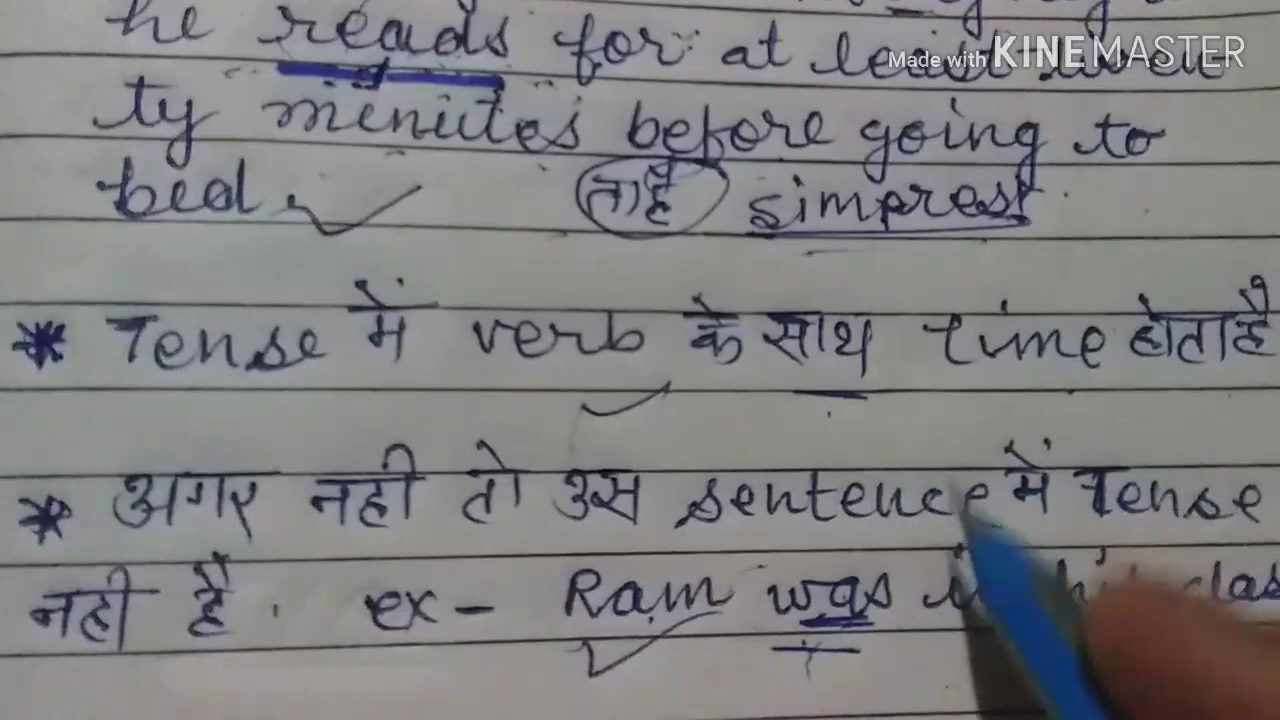 he reads for at least
Made with KINEMASTER
ty minutes before going to
bed
ता है simpres
* Tense में verb के साथ time होता है
* अगर नही तो उस sentence में Tense
नही है . ex - Ram was